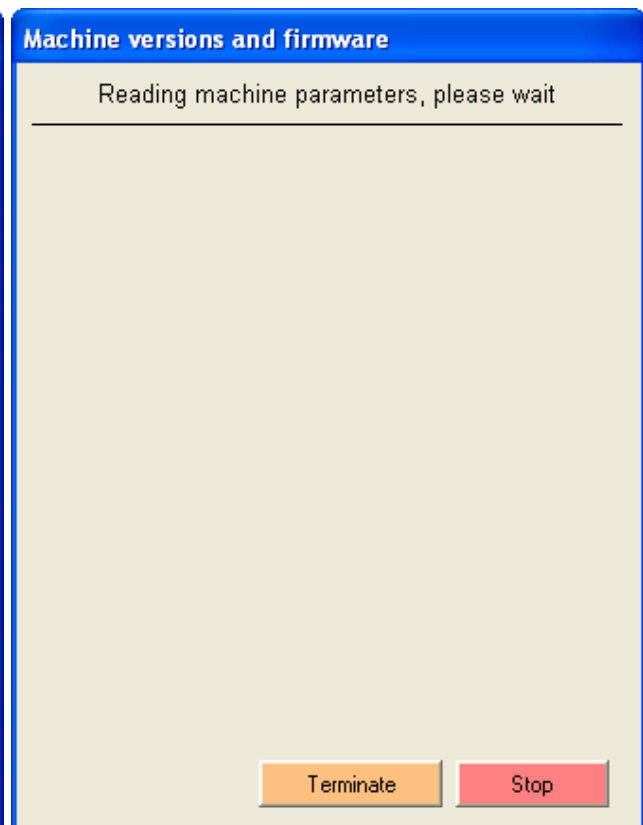 Machine versions and firmware
Reading machine parameters, please wait
Terminate
Stop